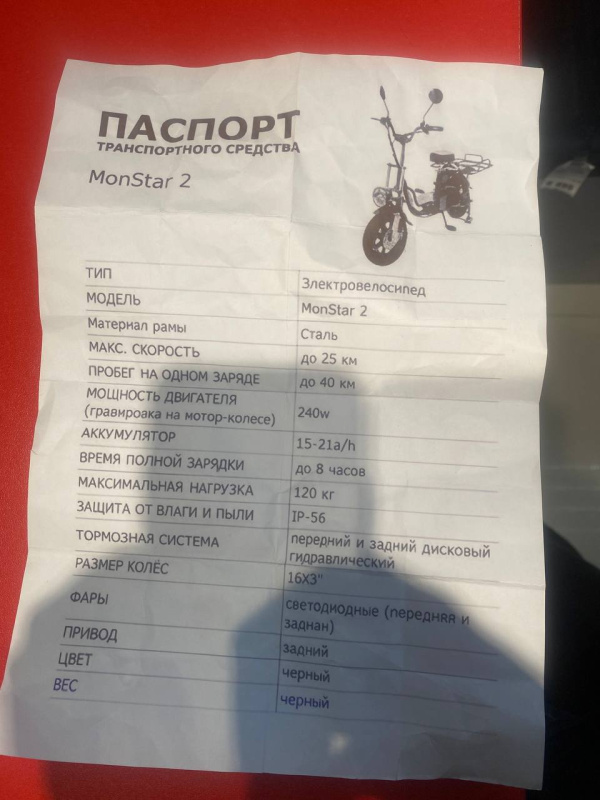 ПАСПОРТ
ТРАНСПОРТНОГО СРЕДСТВА
MonStar 2
ТИП Злектровелосипед
МОДЕЛЬ MonStar 2
Материал рамы Сталь
МАКС. СКОРОСТЬ до 25 км
ПРОБЕГ НА ОДНОМ ЗАРЯДЕ до 40 км
МОЩНОСТЬ ДВИГАТЕЛЯ
(гравироака на мотор-колесе) 240w
АККУМУЛЯТОР 15-21a/h
ВРЕМЯ ПОЛНОЙ ЗАРЯДКИ до 8 часов
МАКСИМАЛЬНАЯ НАГРУЗКА 120 кг
ЗАЩИТА ОТ ВЛАГИ И ПЫЛИ IP-56
ТОРМОЗНАЯ СИСТЕМА передний и задний дисковый
гидравлический
РАЗМЕР КОЛЁС 16X3"
ФАРЫ светодиодные (передняя и
заднан)
ПРИВОД задний
ЦВЕТ черный
ВЕС черный